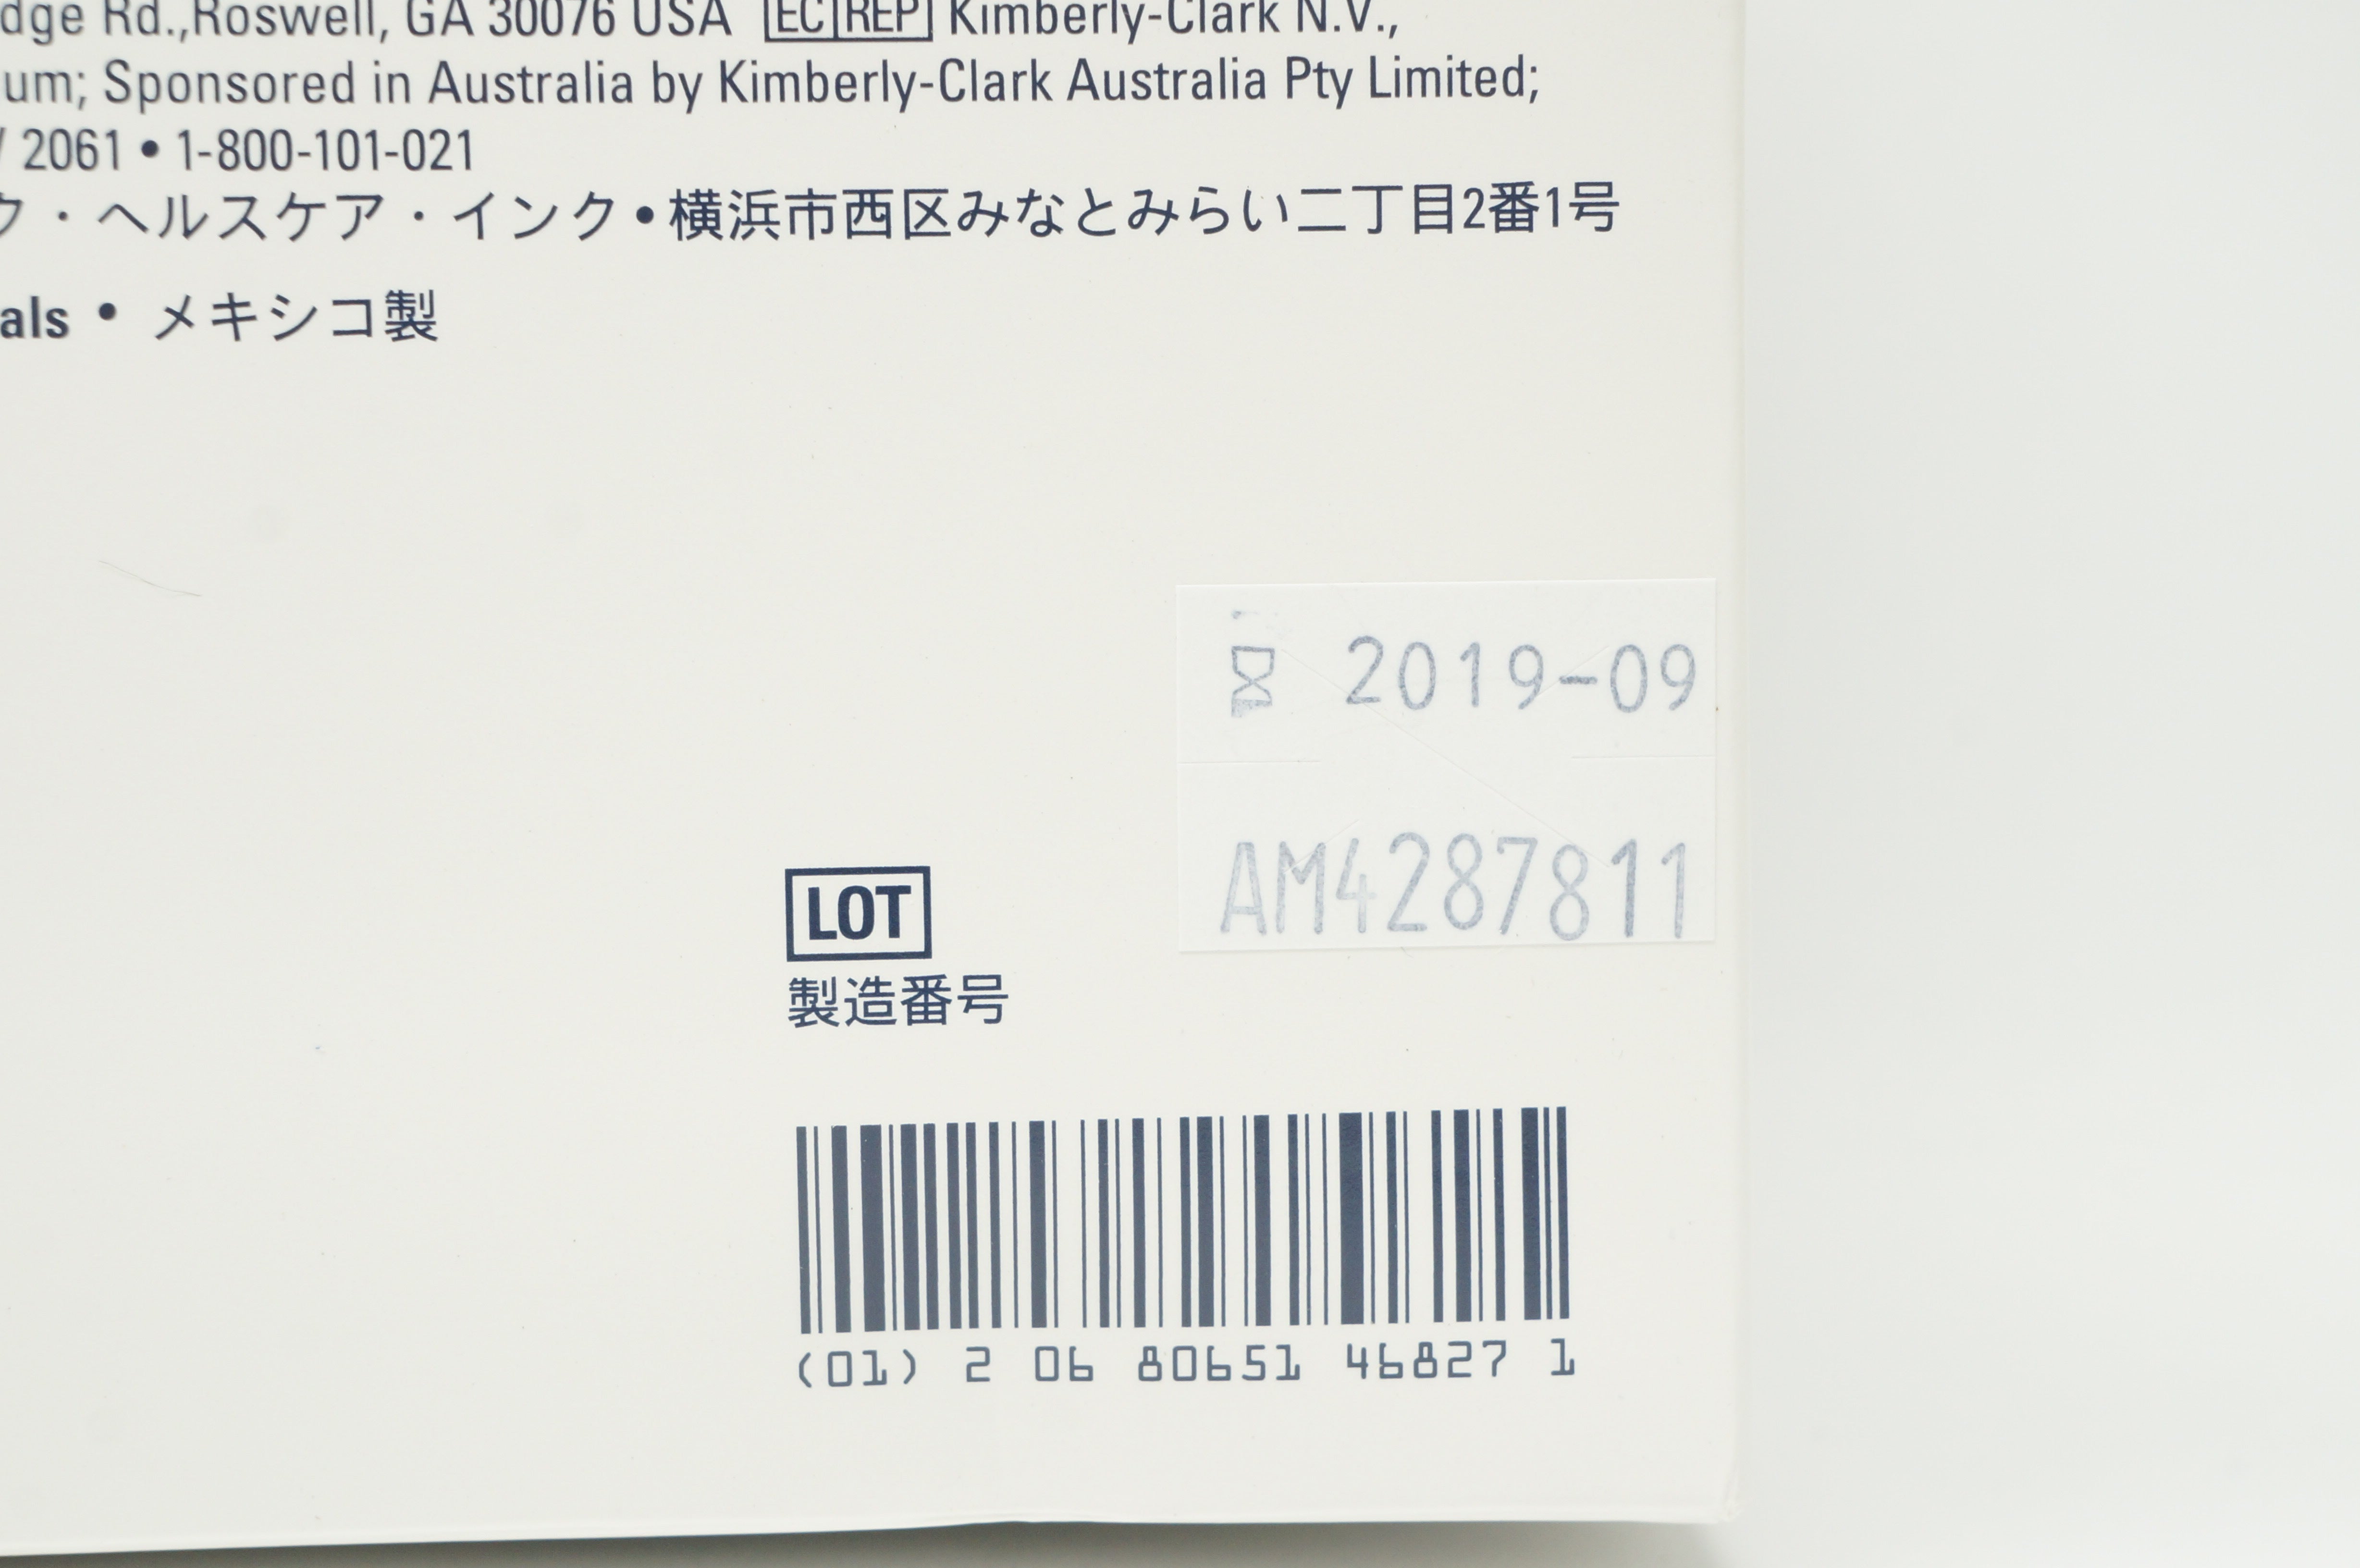 dge Rd.,Roswell, GA 30076 USA EC REP Kimberly-Clark N.V.,
um; Sponsored in Australia by Kimberly-Clark Australia Pty Limited;
2061 • 1-800-101-021
ク・ヘルスケア・インク•横浜市西区みなとみらい二丁目2番1号
als • メキシコ製
2019-09
AM4287811
LOT
製造番号
(01) 2 06 80651 46827 1